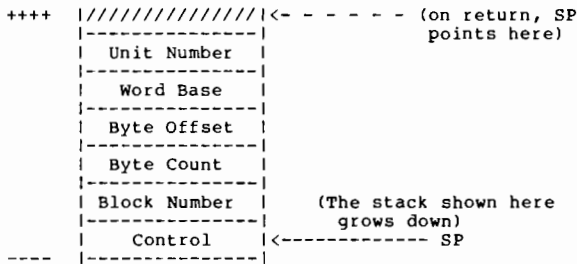 ++++ |///////////////|<- - - - - - (on return, SP
|---------------| points here)
| Unit Number |
|---------------|
| Word Base |
|---------------|
| Byte Offset |
|---------------|
| Byte Count |
|---------------|
| Block Number | (The stack shown here
|---------------| grows down)
| Control |<------------- SP
---- |---------------|